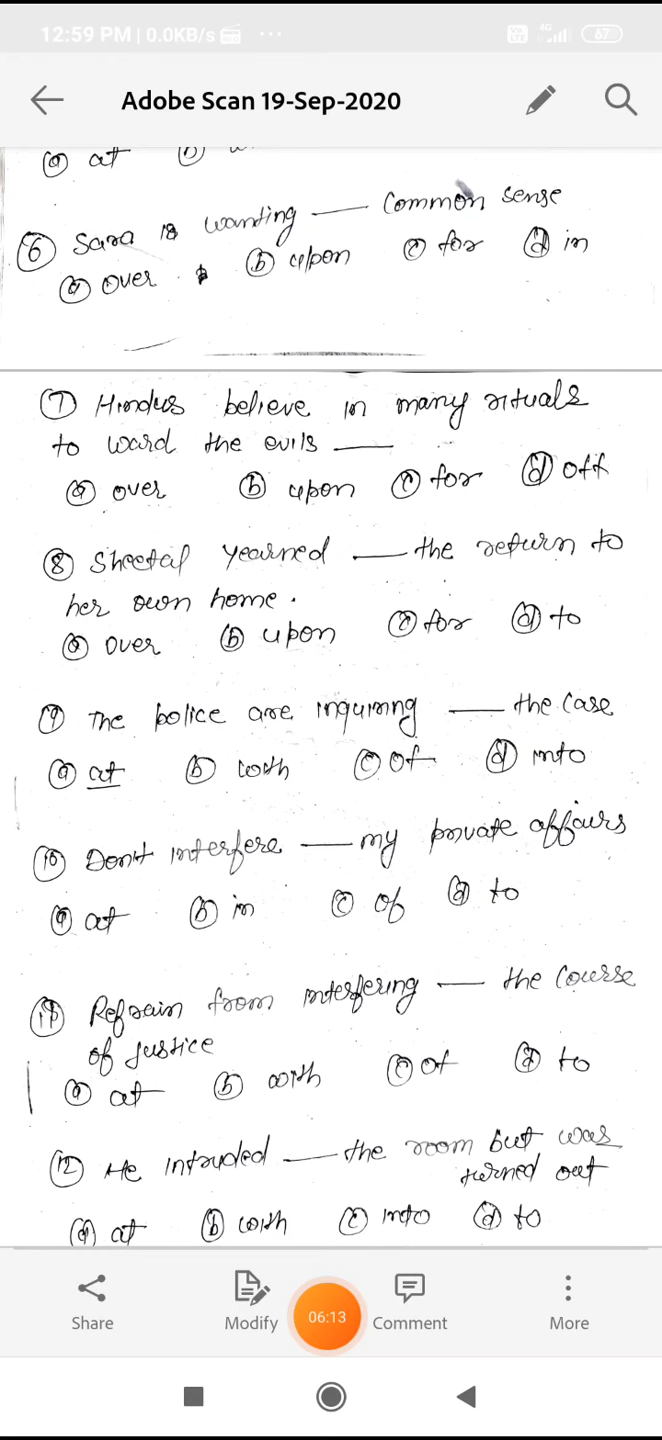 12:59 PM | 0.0KB/s ...
4G 67
Adobe Scan 19-Sep-2020
(a) at (b)
(6) Sara is wanting — Common sense
(a) over (b) upon (c) for (d) in
(7) Hindus believe in many rituals
to ward the evils —
(a) over (b) upon (c) for (d) off
(8) Sheetal yearned — the return to
her own home.
(a) over (b) upon (c) for (d) to
(9) The police are inquiring — the case
(a) at (b) with (c) of (d) into
(10) Don't interfere — my private affairs
(a) at (b) in (c) of (d) to
(11) Refrain from interfering — the course
of justice
(a) at (b) with (c) of (d) to
(12) He intruded — the room but was
turned out
(a) at (b) with (c) into (d) to
Share Modify 06:13 Comment More